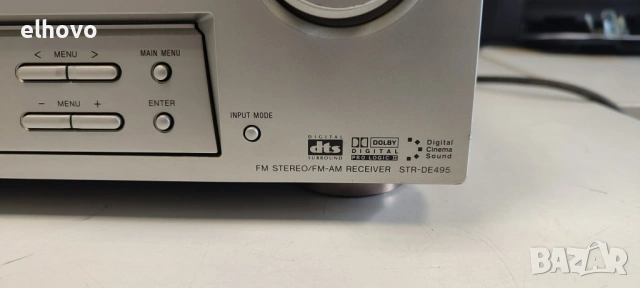 elhovo
< MENU >
MAIN MENU
- MENU +
ENTER
INPUT MODE
DIGITAL
dts
SURROUND
DOLBY
DIGITAL
PRO LOGIC II
Digital
Cinema
Sound
FM STEREO/FM-AM RECEIVER STR-DE495
BAZAR